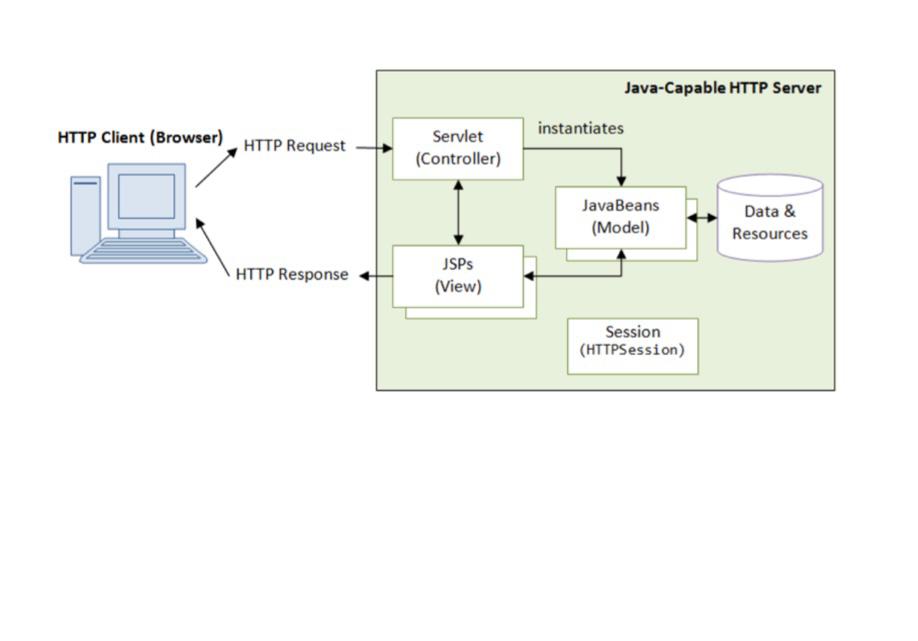 Java-Capable HTTP Server
HTTP Client (Browser)
HTTP Request
Servlet
(Controller)
instantiates
JavaBeans
(Model)
Data &
Resources
HTTP Response
JSPs
(View)
Session
(HTTPSession)